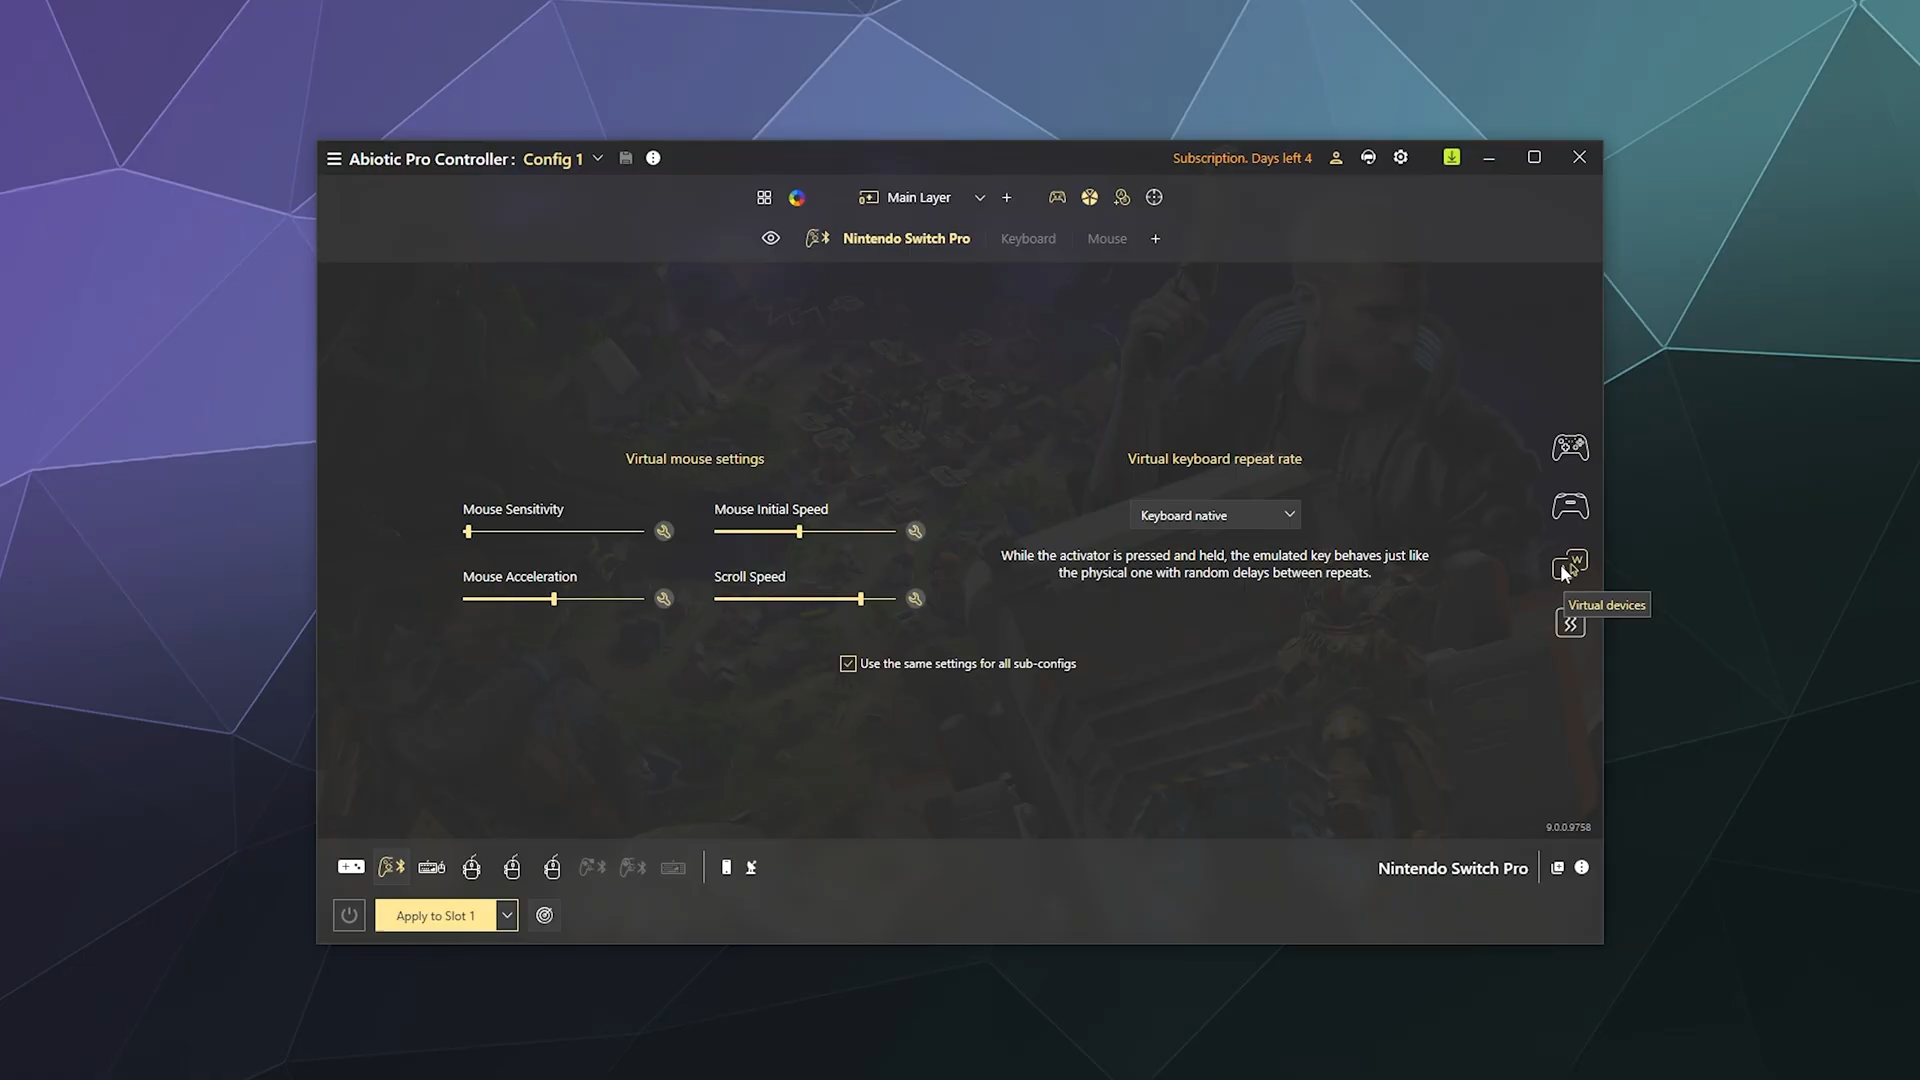 Abiotic Pro Controller: Config 1
Subscription. Days left 4
Main Layer
Nintendo Switch Pro
Keyboard
Mouse
Virtual mouse settings
Virtual keyboard repeat rate
Mouse Sensitivity
Mouse Initial Speed
Keyboard native
While the activator is pressed and held, the emulated key behaves just like
the physical one with random delays between repeats.
Mouse Acceleration
Scroll Speed
W
Virtual devices
Use the same settings for all sub-configs
9.0.0.9758
Nintendo Switch Pro
Apply to Slot 1